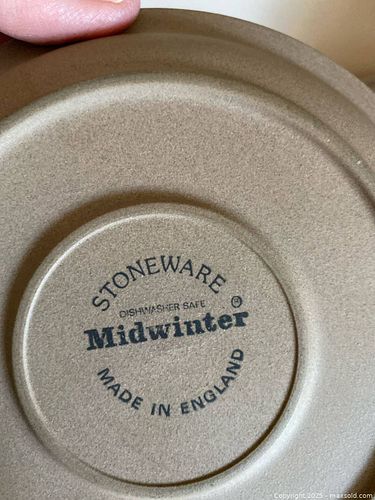 STONEWARE
DISHWASHER SAFE
Midwinter
MADE IN ENGLAND
Copyright 2025 - maxsold.com